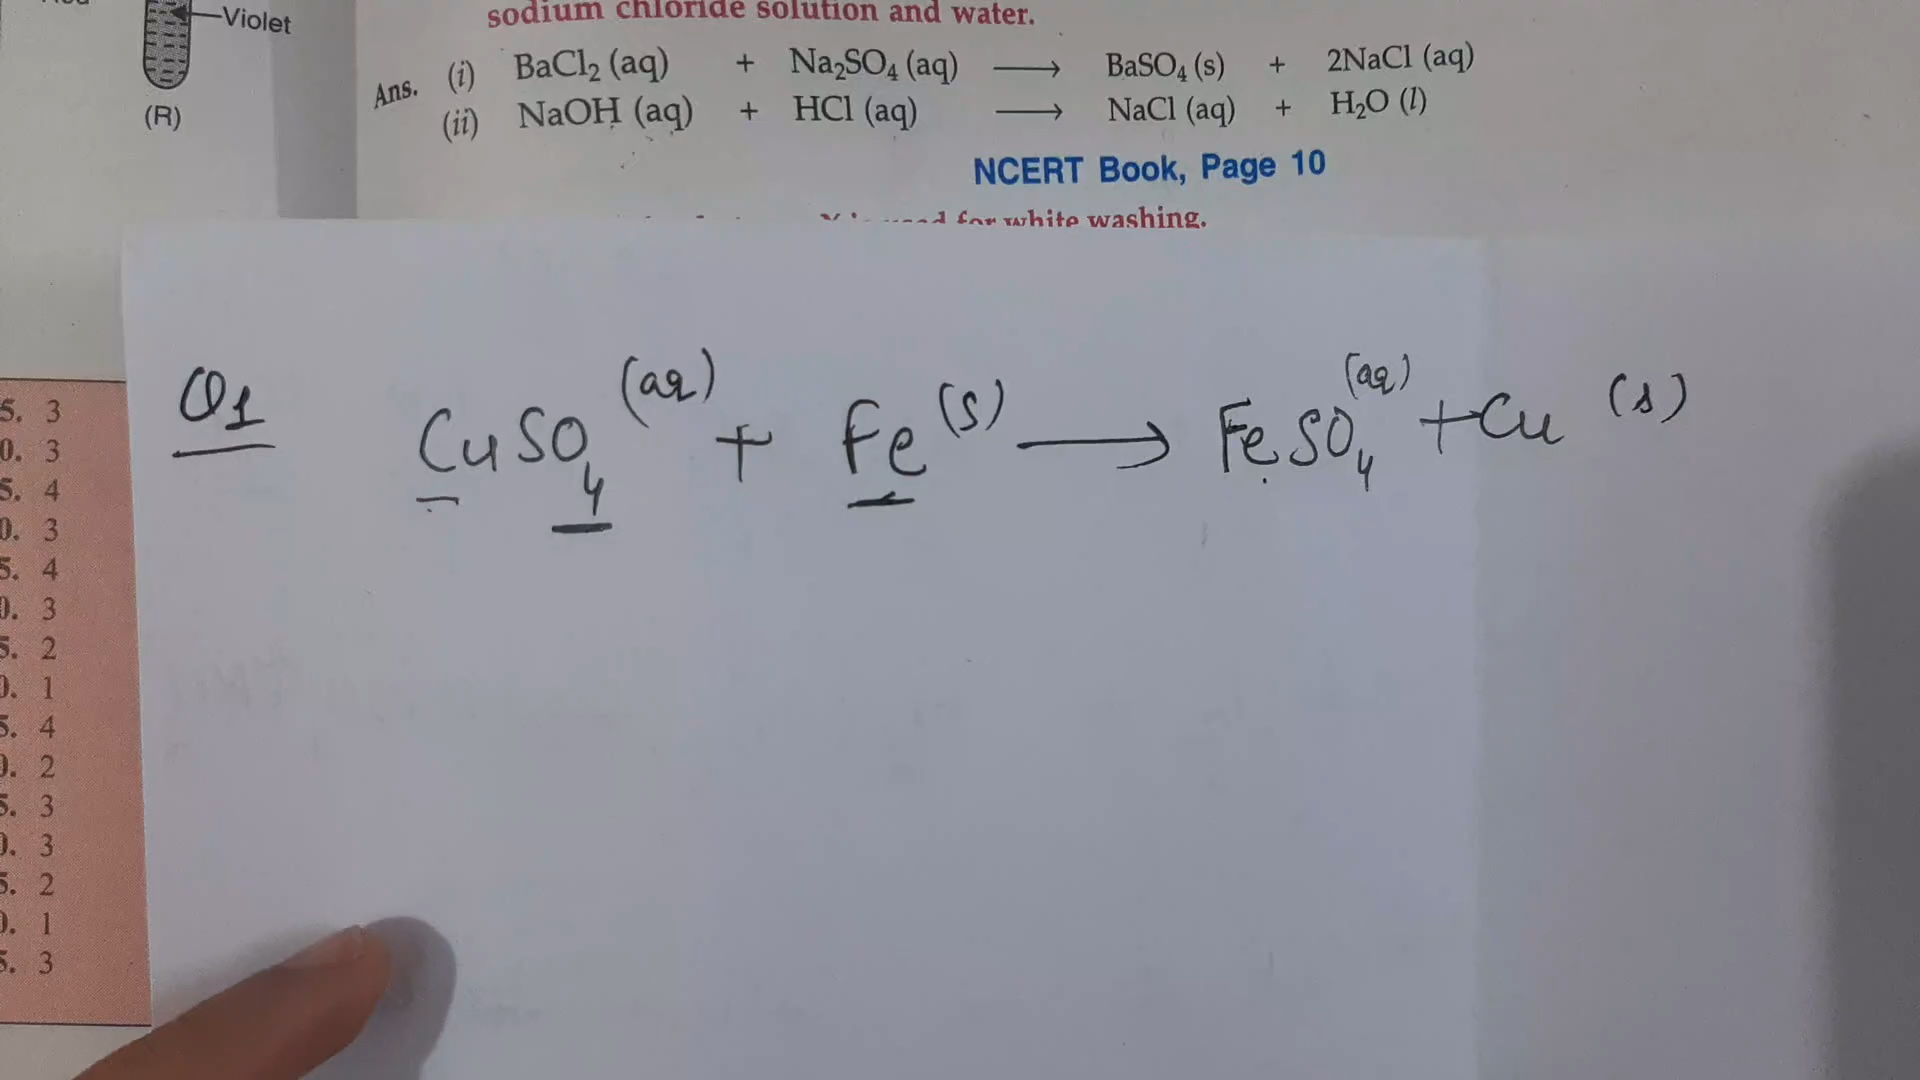 Violet
(R)
sodium chloride solution and water.
Ans. (i) BaCl₂ (aq) + Na₂SO₄ (aq) ⟶ BaSO₄ (s) + 2NaCl (aq)
(ii) NaOH (aq) + HCl (aq) ⟶ NaCl (aq) + H₂O (l)
NCERT Book, Page 10
for white washing.
Q1 CuSO₄ (aq) + Fe (s) ⟶ FeSO₄ (aq) + Cu (s)
5. 3
0. 3
5. 4
0. 3
5. 4
0. 3
5. 2
0. 1
5. 4
0. 2
5. 3
0. 3
5. 2
0. 1
5. 3